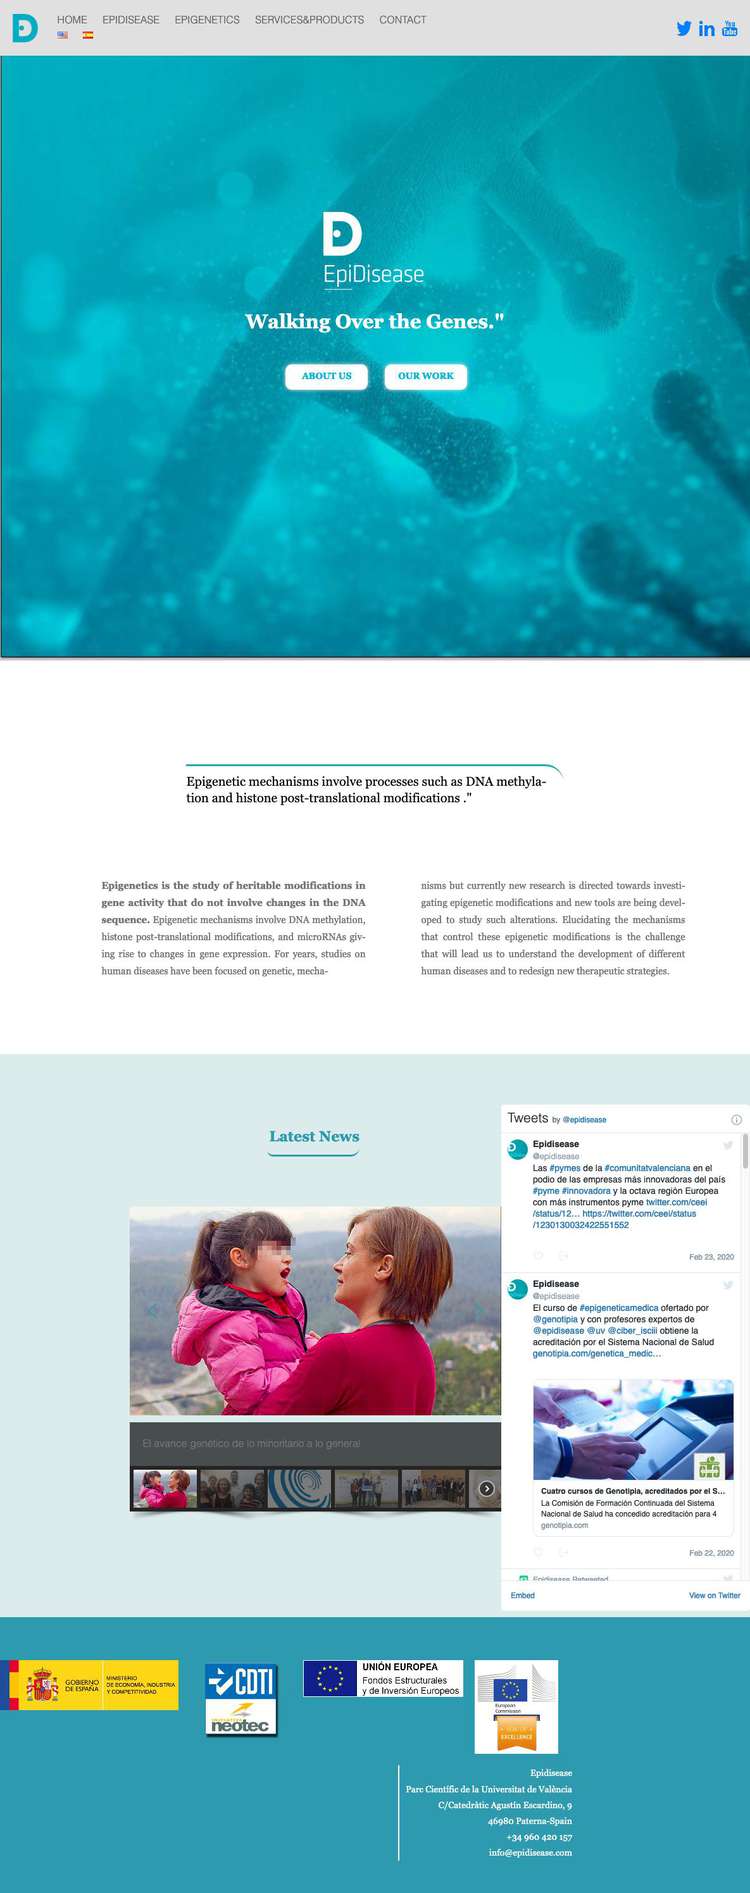 HOME EPIDISEASE EPIGENETICS SERVICES&PRODUCTS CONTACT
You
Tube
EpiDisease
Walking Over the Genes."
ABOUT US OUR WORK
Epigenetic mechanisms involve processes such as DNA methyla-
tion and histone post-translational modifications ."
Epigenetics is the study of heritable modifications in
gene activity that do not involve changes in the DNA
sequence. Epigenetic mechanisms involve DNA methylation,
histone post-translational modifications, and microRNAs giv-
ing rise to changes in gene expression. For years, studies on
human diseases have been focused on genetic, mecha-
nisms but currently new research is directed towards investi-
gating epigenetic modifications and new tools are being devel-
oped to study such alterations. Elucidating the mechanisms
that control these epigenetic modifications is the challenge
that will lead us to understand the development of different
human diseases and to redesign new therapeutic strategies.
Latest News
El avance genético de lo minoritario a lo general
Tweets by @epidisease
Epidisease
@epidisease
Las #pymes de la #comunitatvalenciana en el
podio de las empresas más innovadoras del país
#pyme #innovadora y la octava región Europea
con más instrumentos pyme twitter.com/ceei
/status/12… https://twitter.com/ceei/status
/1230130032422551552
Feb 23, 2020
Epidisease
@epidisease
El curso de #epigeneticamedica ofertado por
@genotipia y con profesores expertos de
@epidisease @uv @ciber_isciii obtiene la
acreditación por el Sistema Nacional de Salud
genotipia.com/genetica_medic…
Cuatro cursos de Genotipia, acreditados por el S...
La Comisión de Formación Continuada del Sistema
Nacional de Salud ha concedido acreditación para 4
genotipia.com
Feb 22, 2020
Epidisease Retweeted
Embed View on Twitter
GOBIERNO
DE ESPAÑA
MINISTERIO
DE ECONOMÍA, INDUSTRIA
Y COMPETITIVIDAD
CDTI
neotec
UNIÓN EUROPEA
Fondos Estructurales
y de Inversión Europeos
European
Commission
EXCELLENCE
Epidisease
Parc Científic de la Universitat de València
C/Catedràtic Agustín Escardino, 9
46980 Paterna-Spain
+34 960 420 157
info@epidisease.com